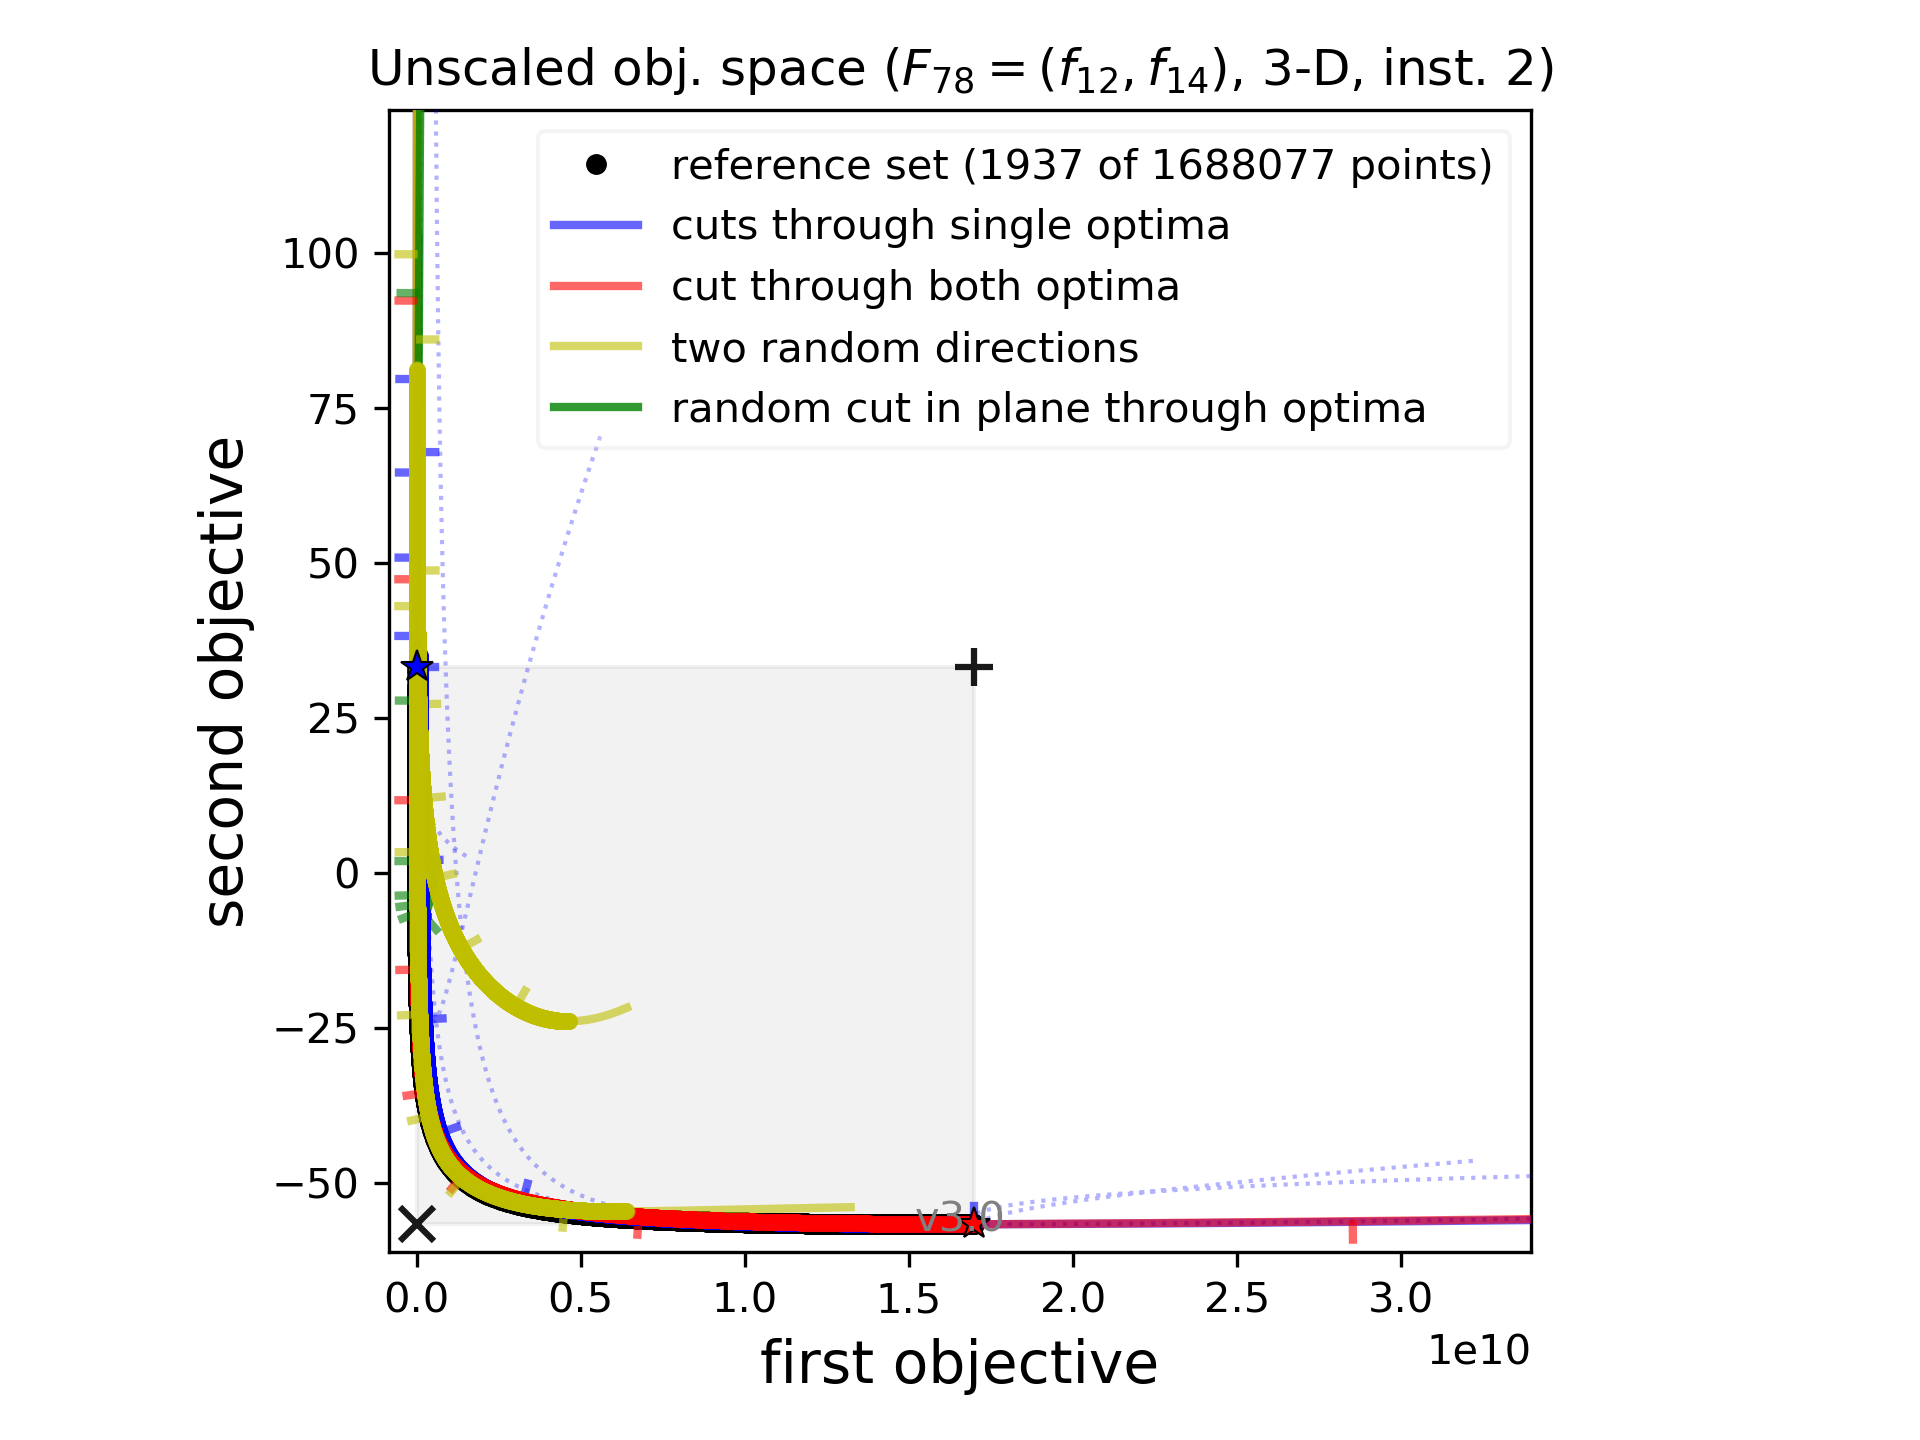 Unscaled obj. space (F78 = (f12, f14), 3-D, inst. 2)
reference set (1937 of 1688077 points)
cuts through single optima
cut through both optima
two random directions
random cut in plane through optima
100
75
50
25
0
−25
−50
second objective
v3.0
0.0 0.5 1.0 1.5 2.0 2.5 3.0
1e10
first objective